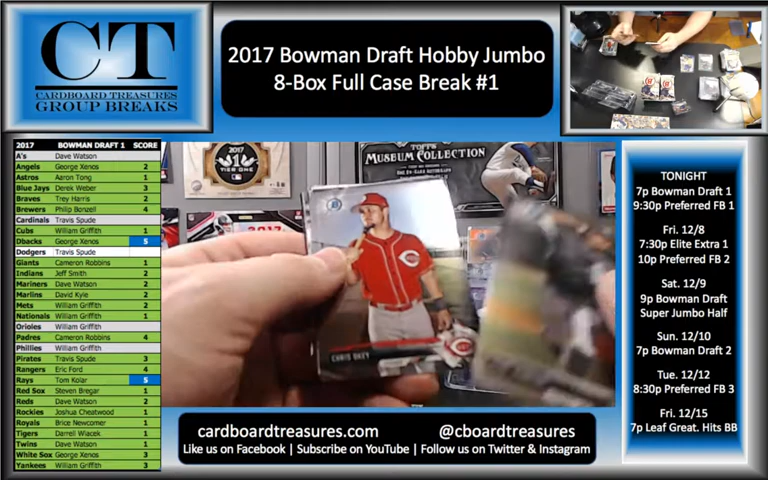 CT
CARDBOARD TREASURES
GROUP BREAKS
2017 Bowman Draft Hobby Jumbo
8-Box Full Case Break #1
2017 BOWMAN DRAFT 1 SCORE
A's Dave Watson
Angels George Xenos 2
Astros Aaron Tong 1
Blue Jays Derek Weber 3
Braves Trey Harris 2
Brewers Philip Bonzell 4
Cardinals Travis Spude
Cubs William Griffith 1
Dbacks George Xenos 5
Dodgers Travis Spude
Giants Cameron Robbins 1
Indians Jeff Smith 2
Mariners Dave Watson 2
Marlins David Kyle 2
Mets William Griffith 2
Nationals William Griffith 1
Orioles William Griffith
Padres Cameron Robbins 4
Phillies William Griffith
Pirates Travis Spude 3
Rangers Eric Ford 4
Rays Tom Kolar 5
Red Sox Steven Bregar 1
Reds Dave Watson 2
Rockies Joshua Cheatwood 1
Royals Brice Newcomer 1
Tigers Darrell Wiacek 1
Twins Dave Watson 1
White Sox George Xenos 3
Yankees William Griffith 3
2017
TIER ONE
TOPPS
MUSEUM COLLECTION
2017
CHRIS OKEY
TONIGHT
7p Bowman Draft 1
9:30p Preferred FB 1
Fri. 12/8
7:30p Elite Extra 1
10p Preferred FB 2
Sat. 12/9
9p Bowman Draft
Super Jumbo Half
Sun. 12/10
7p Bowman Draft 2
Tue. 12/12
8:30p Preferred FB 3
Fri. 12/15
7p Leaf Great. Hits BB
cardboardtreasures.com @cboardtreasures
Like us on Facebook | Subscribe on YouTube | Follow us on Twitter & Instagram